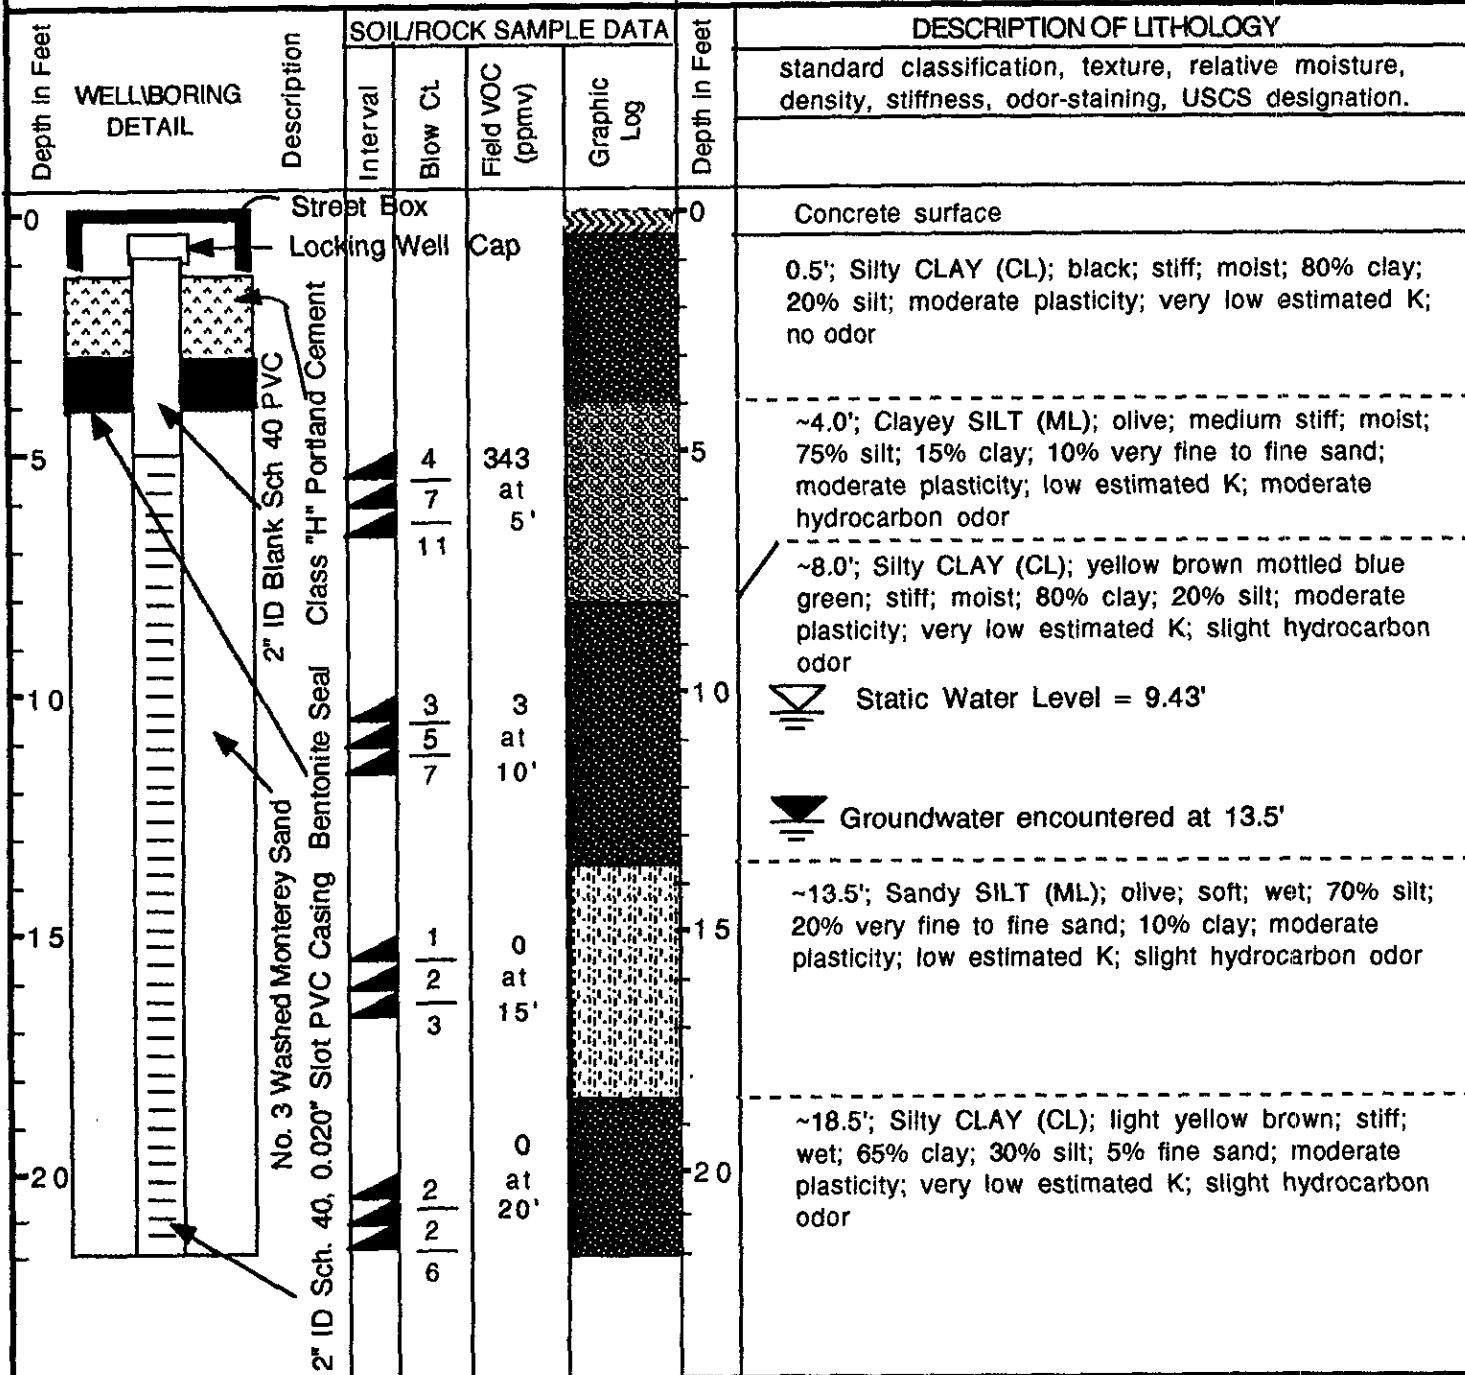 SOIL/ROCK SAMPLE DATA
DESCRIPTION OF LITHOLOGY
Depth in Feet
WELL\BORING
DETAIL
Description
Interval
Blow Ct.
Field VOC
(ppmv)
Graphic
Log
Depth in Feet
standard classification, texture, relative moisture,
density, stiffness, odor-staining, USCS designation.
0
Street Box
Locking Well Cap
0
Concrete surface
0.5'; Silty CLAY (CL); black; stiff; moist; 80% clay;
20% silt; moderate plasticity; very low estimated K;
no odor
2" ID Blank Sch 40 PVC
Class "H" Portland Cement
~4.0'; Clayey SILT (ML); olive; medium stiff; moist;
75% silt; 15% clay; 10% very fine to fine sand;
moderate plasticity; low estimated K; moderate
hydrocarbon odor
5
4
7
11
343
at
5'
5
~8.0'; Silty CLAY (CL); yellow brown mottled blue
green; stiff; moist; 80% clay; 20% silt; moderate
plasticity; very low estimated K; slight hydrocarbon
odor
10
3
5
7
3
at
10'
10
Static Water Level = 9.43'
Groundwater encountered at 13.5'
Bentonite Seal
No. 3 Washed Monterey Sand
2" ID Sch. 40, 0.020" Slot PVC Casing
~13.5'; Sandy SILT (ML); olive; soft; wet; 70% silt;
20% very fine to fine sand; 10% clay; moderate
plasticity; low estimated K; slight hydrocarbon odor
15
1
2
3
0
at
15'
15
~18.5'; Silty CLAY (CL); light yellow brown; stiff;
wet; 65% clay; 30% silt; 5% fine sand; moderate
plasticity; very low estimated K; slight hydrocarbon
odor
20
2
2
6
0
at
20'
20